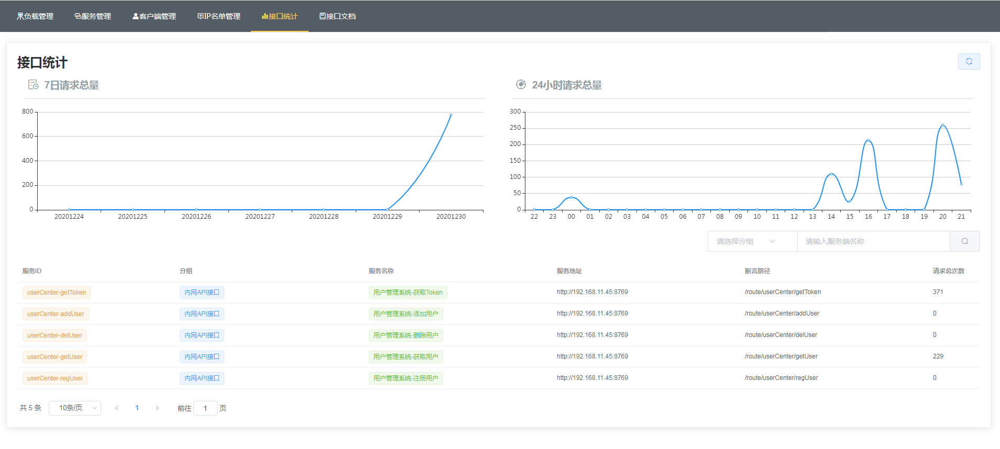 负载管理 服务管理 客户端管理 IP名单管理 接口统计 接口文档
接口统计
7日请求总量
800
600
400
200
0
20201224 20201225 20201226 20201227 20201228 20201229 20201230
24小时请求总量
300
250
200
150
100
50
0
22 23 00 01 02 03 04 05 06 07 08 09 10 11 12 13 14 15 16 17 18 19 20 21
请选择分组 请输入服务端名称
服务ID 分组 服务名称 服务地址 断言路径 请求总次数
userCenter-getToken 内网API接口 用户管理系统-获取Token http://192.168.11.45:8769 /route/userCenter/getToken 371
userCenter-addUser 内网API接口 用户管理系统-添加用户 http://192.168.11.45:8769 /route/userCenter/addUser 0
userCenter-delUser 内网API接口 用户管理系统-删除用户 http://192.168.11.45:8769 /route/userCenter/delUser 0
userCenter-getUser 内网API接口 用户管理系统-获取用户 http://192.168.11.45:8769 /route/userCenter/getUser 229
userCenter-regUser 内网API接口 用户管理系统-注册用户 http://192.168.11.45:8769 /route/userCenter/regUser 0
共 5 条 10条/页 1 前往 1 页